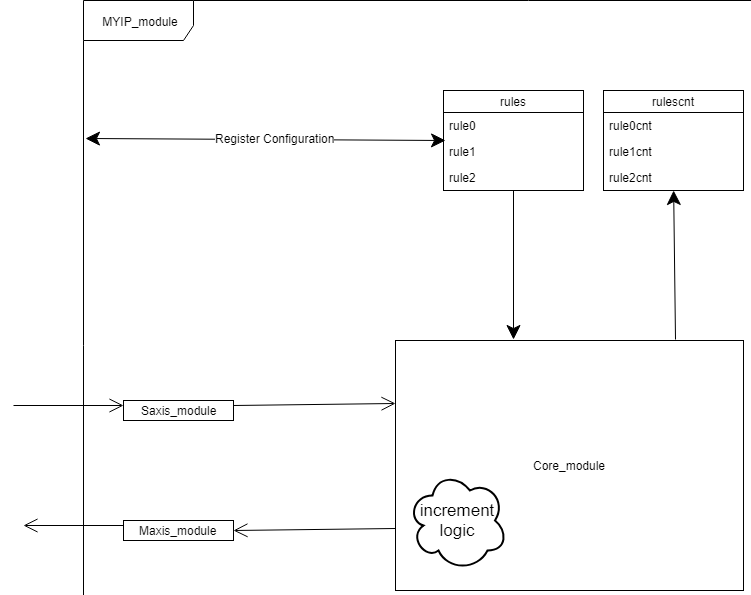 MYIP_module
rules
rulescnt
rule0
rule0cnt
Register Configuration
rule1
rule1cnt
rule2
rule2cnt
Saxis_module
Core_module
increment
logic
Maxis_module